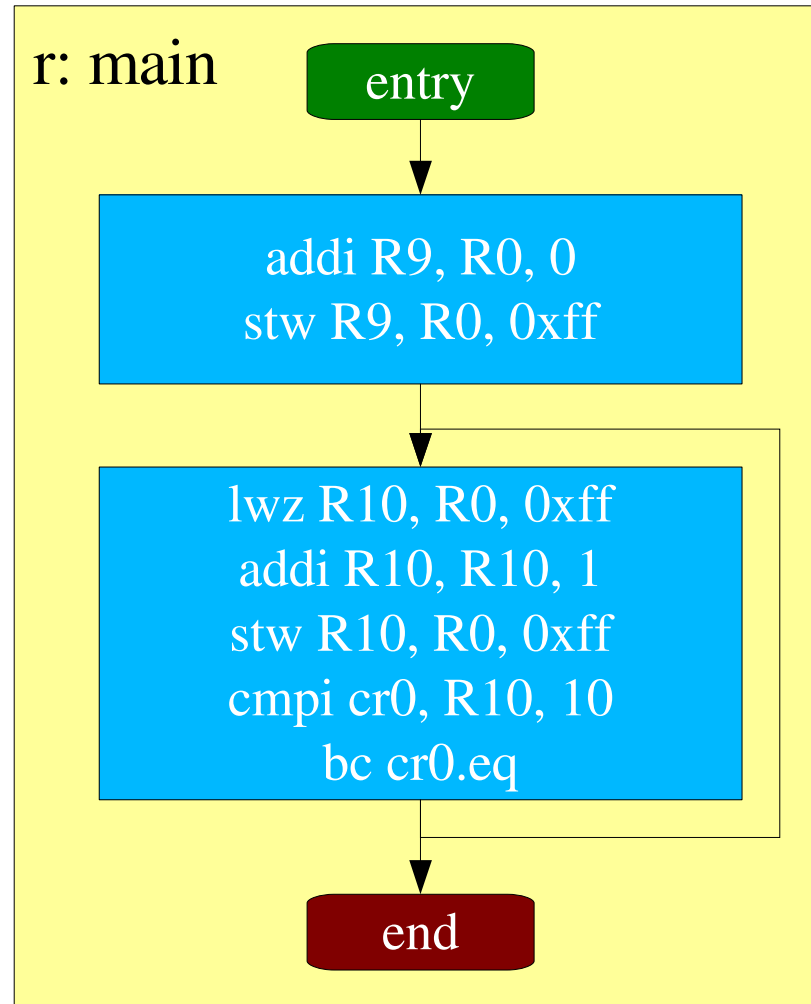 r: main
entry
addi R9, R0, 0
stw R9, R0, 0xff
lwz R10, R0, 0xff
addi R10, R10, 1
stw R10, R0, 0xff
cmpi cr0, R10, 10
bc cr0.eq
end